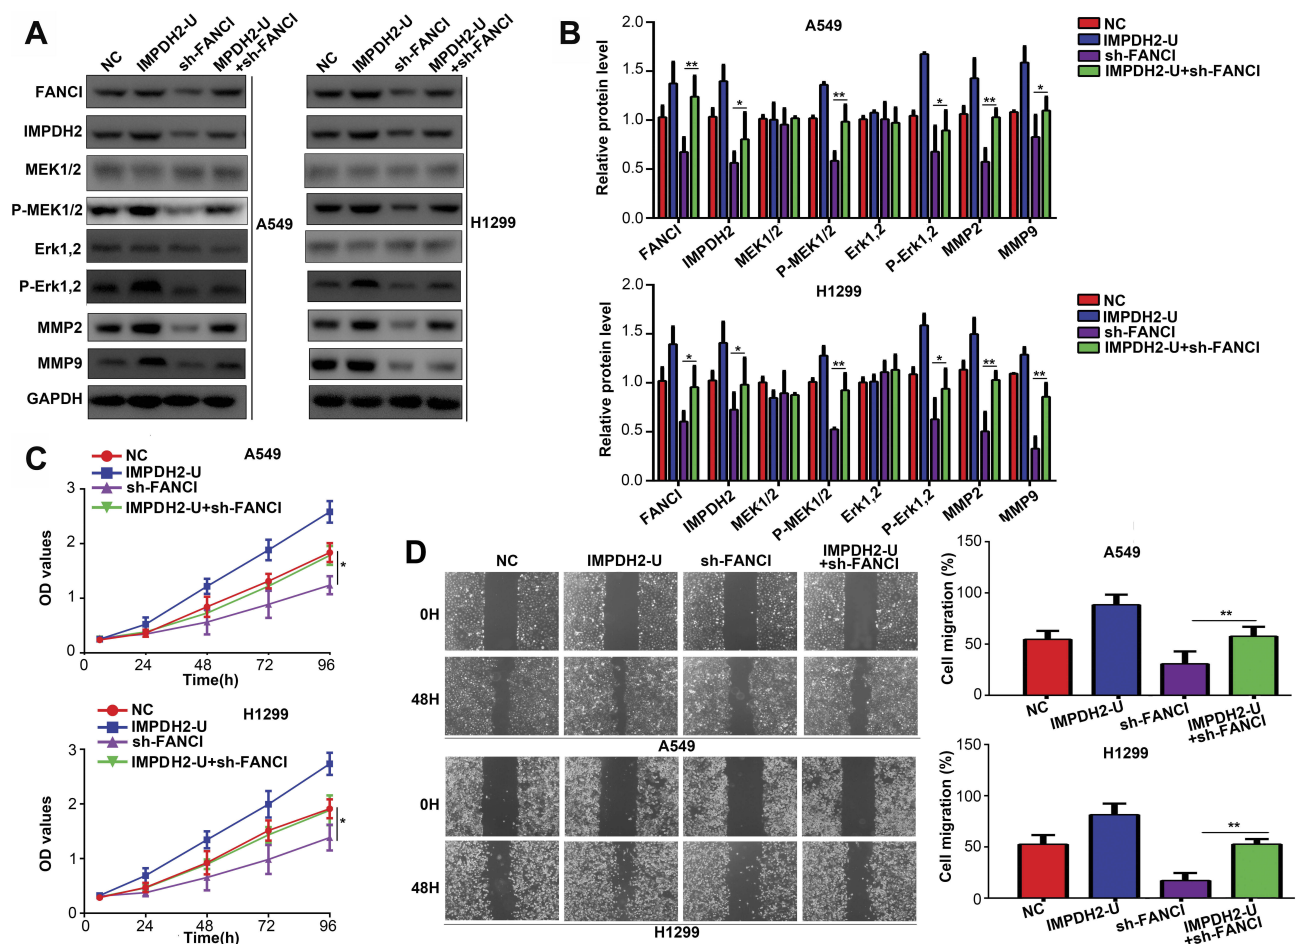 A
NC
IMPDH2-U
sh-FANCI
MPDH2-U
+sh-FANCI
NC
IMPDH2-U
sh-FANCI
MPDH2-U
+sh-FANCI
FANCI
IMPDH2
MEK1/2
P-MEK1/2
Erk1,2
P-Erk1,2
MMP2
MMP9
GAPDH
A549
H1299
B
A549
Relative protein level
2.0
1.5
1.0
0.5
0.0
** * ** * ** *
FANCI
IMPDH2
MEK1/2
P-MEK1/2
Erk1,2
P-Erk1,2
MMP2
MMP9
NC
IMPDH2-U
sh-FANCI
IMPDH2-U+sh-FANCI
H1299
Relative protein level
2.0
1.5
1.0
0.5
0.0
* * ** * ** **
FANCI
IMPDH2
MEK1/2
P-MEK1/2
Erk1,2
P-Erk1,2
MMP2
MMP9
NC
IMPDH2-U
sh-FANCI
IMPDH2-U+sh-FANCI
C
A549
NC
IMPDH2-U
sh-FANCI
IMPDH2-U+sh-FANCI
OD values
3
2
1
0
*
0 24 48 72 96
Time(h)
H1299
NC
IMPDH2-U
sh-FANCI
IMPDH2-U+sh-FANCI
OD values
3
2
1
0
*
0 24 48 72 96
Time(h)
D
NC
IMPDH2-U
sh-FANCI
IMPDH2-U
+sh-FANCI
0H
48H
A549
0H
48H
H1299
A549
Cell migration (%)
150
100
50
0
**
NC
IMPDH2-U
sh-FANCI
IMPDH2-U
+sh-FANCI
H1299
Cell migration (%)
150
100
50
0
**
NC
IMPDH2-U
sh-FANCI
IMPDH2-U
+sh-FANCI